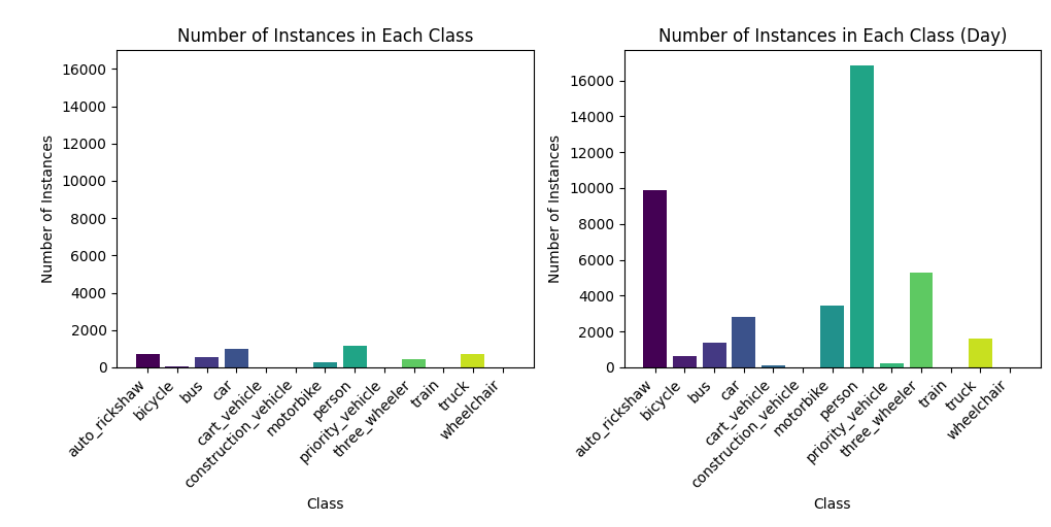 Number of Instances in Each Class
16000
14000
12000
10000
8000
6000
4000
2000
0
Number of Instances
auto_rickshaw
bicycle
bus
car
cart_vehicle
construction_vehicle
motorbike
person
priority_vehicle
three_wheeler
train
truck
wheelchair
Class
Number of Instances in Each Class (Day)
16000
14000
12000
10000
8000
6000
4000
2000
0
Number of Instances
auto_rickshaw
bicycle
bus
car
cart_vehicle
construction_vehicle
motorbike
person
priority_vehicle
three_wheeler
train
truck
wheelchair
Class